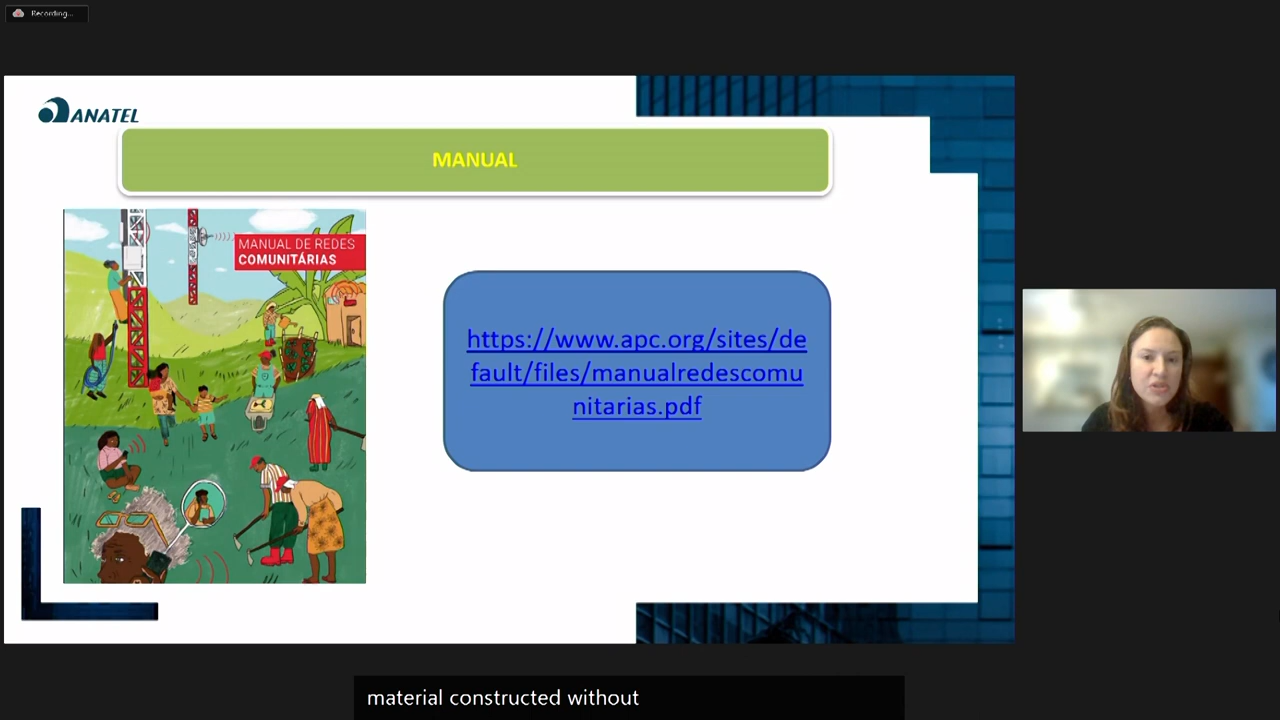 Recording...
ANATEL
MANUAL
MANUAL DE REDES
COMUNITÁRIAS
https://www.apc.org/sites/de
fault/files/manualredescomu
nitarias.pdf
material constructed without